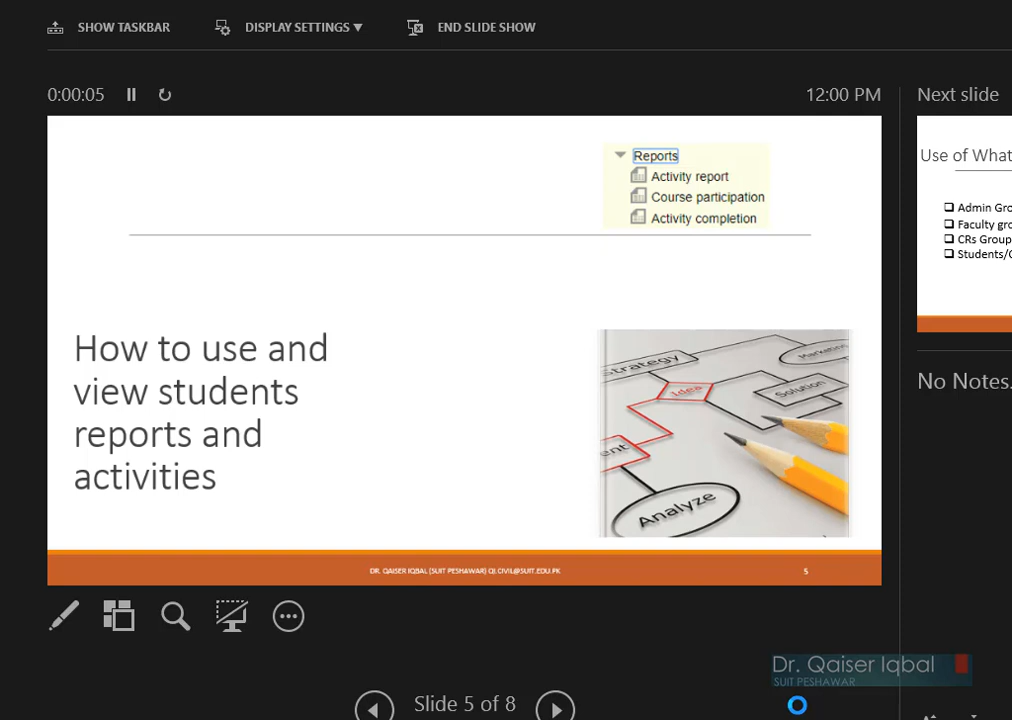 SHOW TASKBAR
DISPLAY SETTINGS
END SLIDE SHOW
0:00:05
12:00 PM
Next slide
Reports
Activity report
Course participation
Activity completion
How to use and
view students
reports and
activities
Strategy
Marketing
Idea
Solution
Analyze
DR. QAISER IQBAL (SUIT PESHAWAR) QI.CIVIL@SUIT.EDU.PK
5
Use of What
Admin Gro
Faculty gro
CRs Group
Students/
No Notes.
Dr. Qaiser Iqbal
SUIT PESHAWAR
Slide 5 of 8